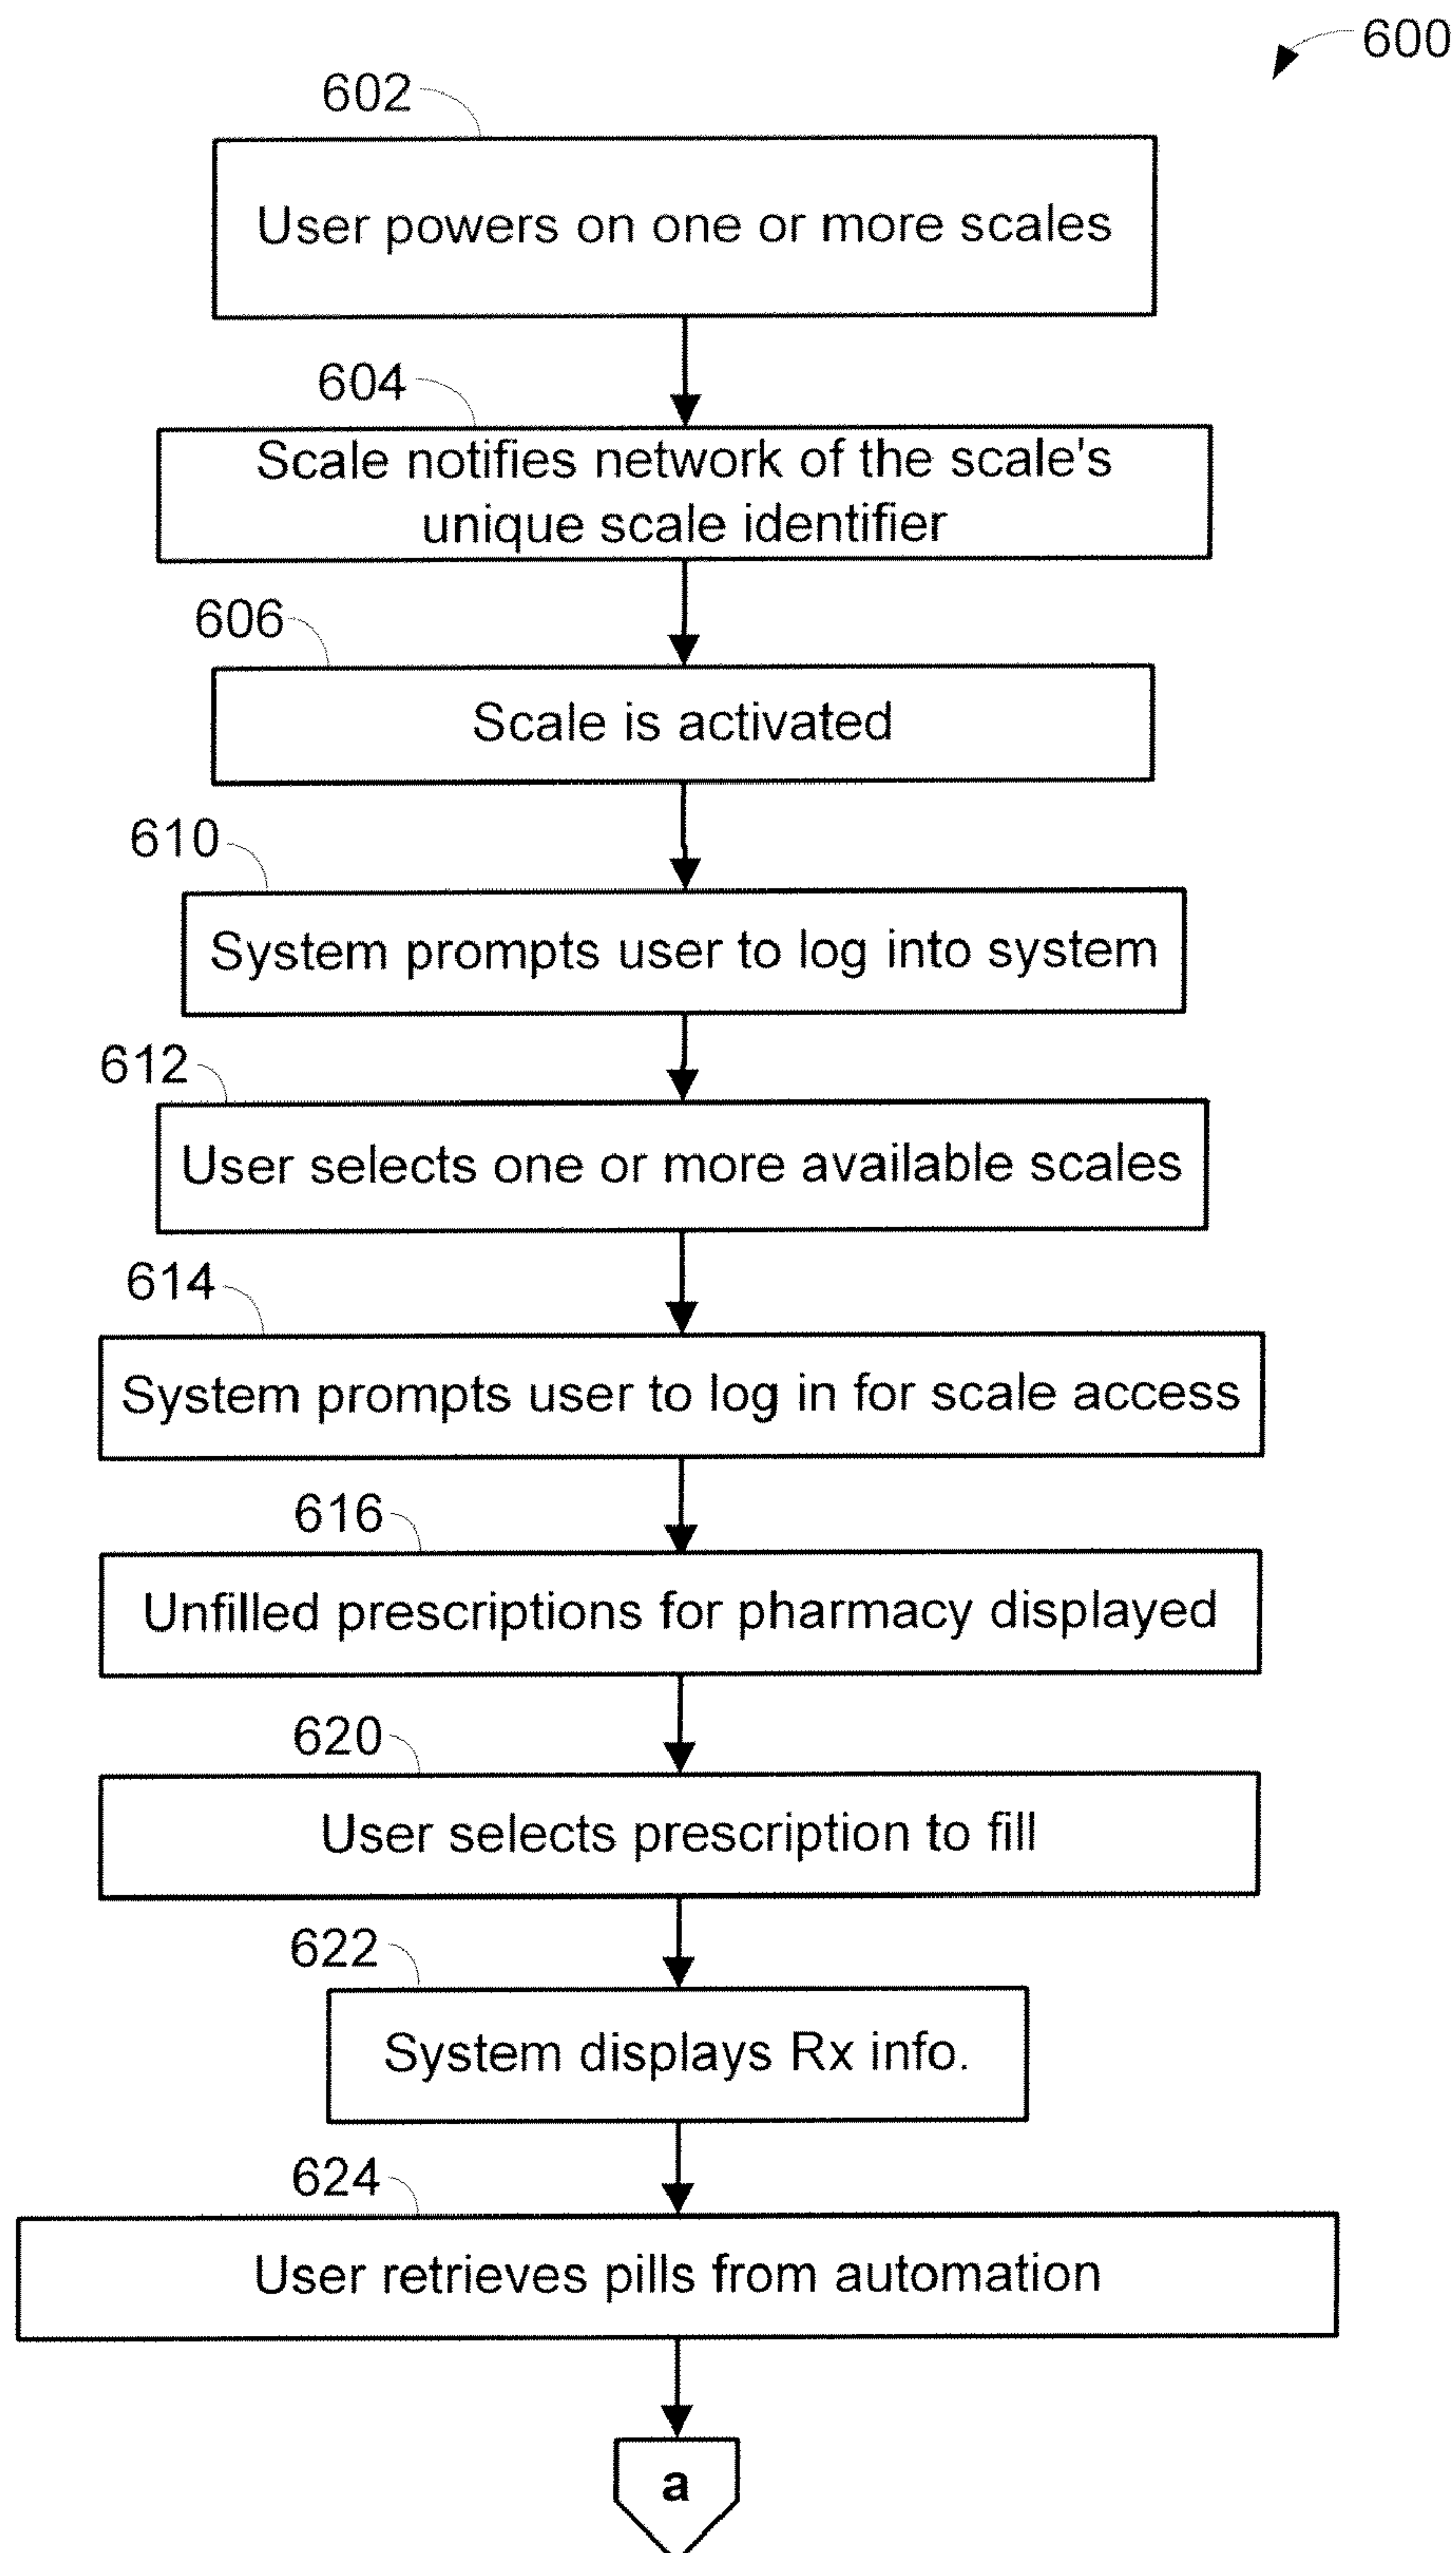 600
602
User powers on one or more scales
604
Scale notifies network of the scale's
unique scale identifier
606
Scale is activated
610
System prompts user to log into system
612
User selects one or more available scales
614
System prompts user to log in for scale access
616
Unfilled prescriptions for pharmacy displayed
620
User selects prescription to fill
622
System displays Rx info.
624
User retrieves pills from automation
a